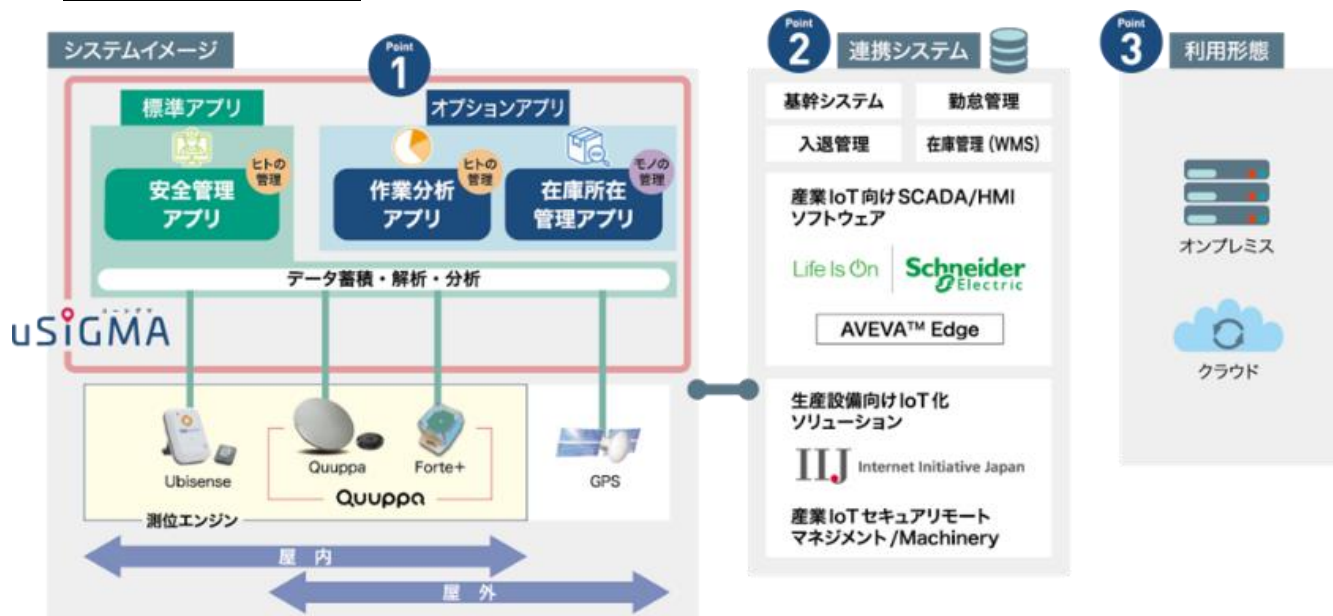 システムイメージ
Point
1
標準アプリ
オプションアプリ
ヒトの
管理
安全管理
アプリ
ヒトの
管理
作業分析
アプリ
モノの
管理
在庫所在
管理アプリ
データ蓄積・解析・分析
ユーシグマ
uSiGMA
Ubisense
Quuppa
Forte+
Quuppa
GPS
測位エンジン
屋内
屋外
Point
2
連携システム
基幹システム
勤怠管理
入退管理
在庫管理(WMS)
産業IoT向けSCADA/HMI
ソフトウェア
Life Is On
Schneider
Electric
AVEVA™ Edge
生産設備向けIoT化
ソリューション
IIJ Internet Initiative Japan
産業IoTセキュアリモート
マネジメント/Machinery
Point
3
利用形態
オンプレミス
クラウド